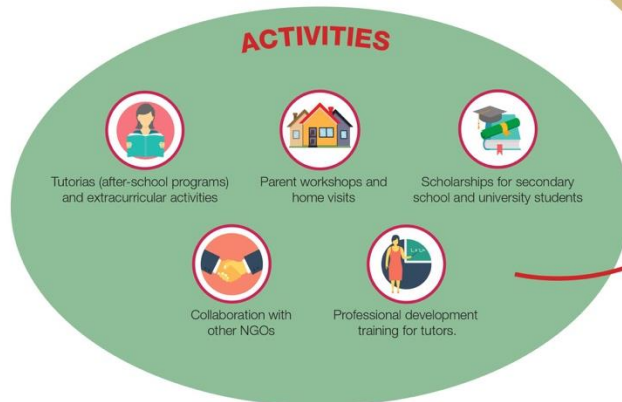 ACTIVITIES
Tutorias (after-school programs)
and extracurricular activities
Parent workshops and
home visits
Scholarships for secondary
school and university students
Collaboration with
other NGOs
Professional development
training for tutors.